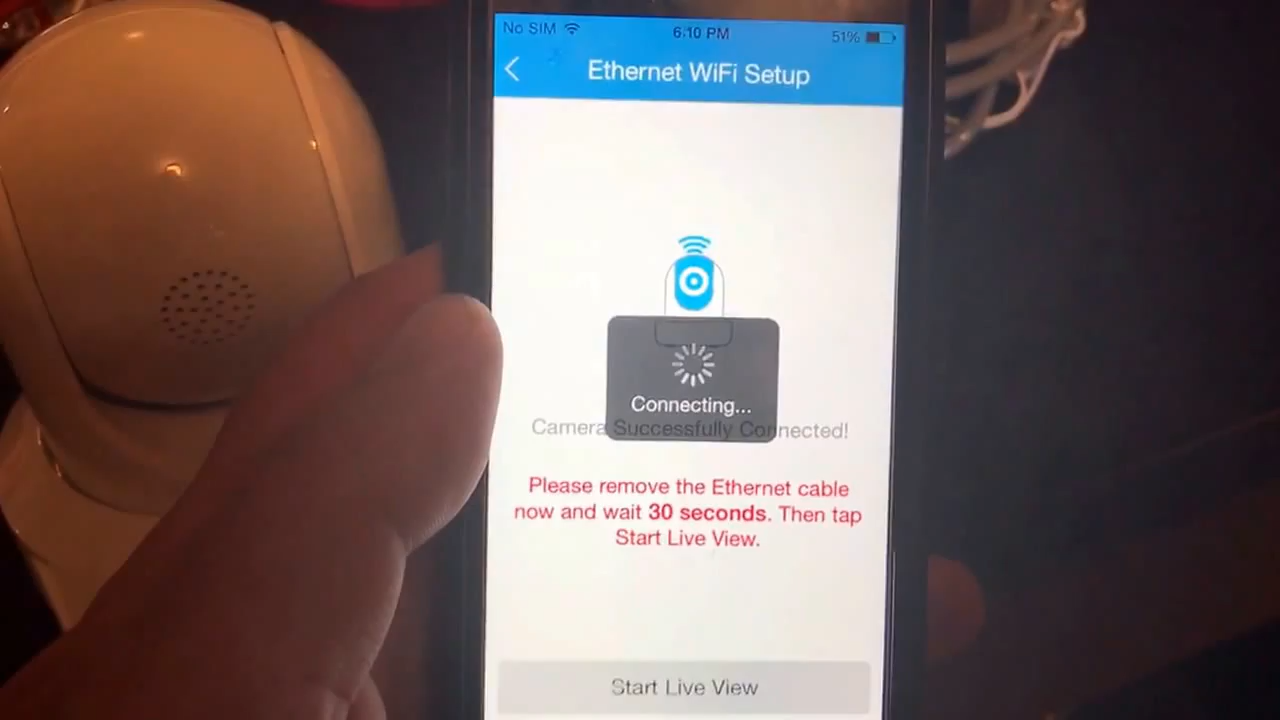 No SIM 6:10 PM 51%
Ethernet WiFi Setup
Connecting...
Camera Successfully Connected!
Please remove the Ethernet cable
now and wait 30 seconds. Then tap
Start Live View.
Start Live View